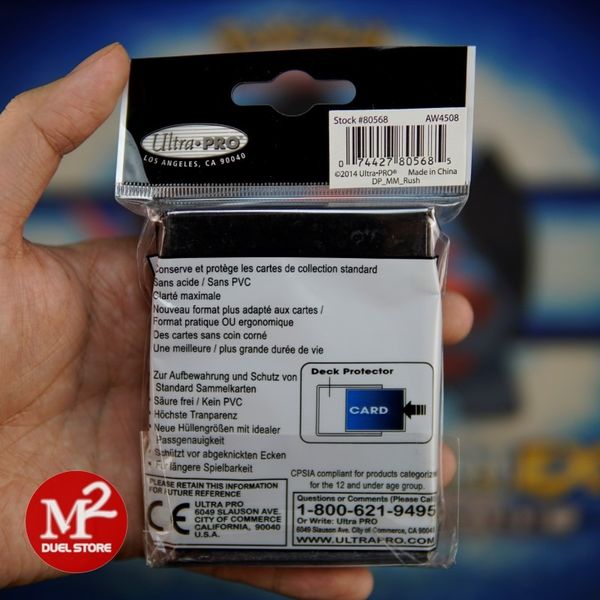 Stock #80568 AW4508
Ultra•PRO®
LOS ANGELES, CA 90040
0 74427 80568 5
©2014 Ultra•PRO® Made in China
DP_MM_Rush
Conserve et protège les cartes de collection standard
Sans acide / Sans PVC
Clarté maximale
Nouveau format plus adapté aux cartes /
Format pratique OU ergonomique
Des cartes sans coin corné
Une meilleure / plus grande durée de vie
Zur Aufbewahrung und Schutz von
Standard Sammelkarten
Säure frei / Kein PVC
• Höchste Tranparenz
• Neue Hüllengrößen mit idealer
Passgenauigkeit
• Schützt vor abgeknickten Ecken
• Für längere Spielbarkeit
Deck Protector
CARD
CPSIA compliant for products categoriz
for the 12 and under age group.
PLEASE RETAIN THIS INFORMATION
FOR FUTURE REFERENCE
CE
ULTRA PRO
6049 SLAUSON AVE.
CITY OF COMMERCE
CALIFORNIA, 90040
U.S.A.
Questions or Comments (Please Cal
1-800-621-9495
Or Write: Ultra PRO
6049 Slauson Ave. City of Commerce, CA
WWW.ULTRAPRO.COM
M2
DUEL STORE